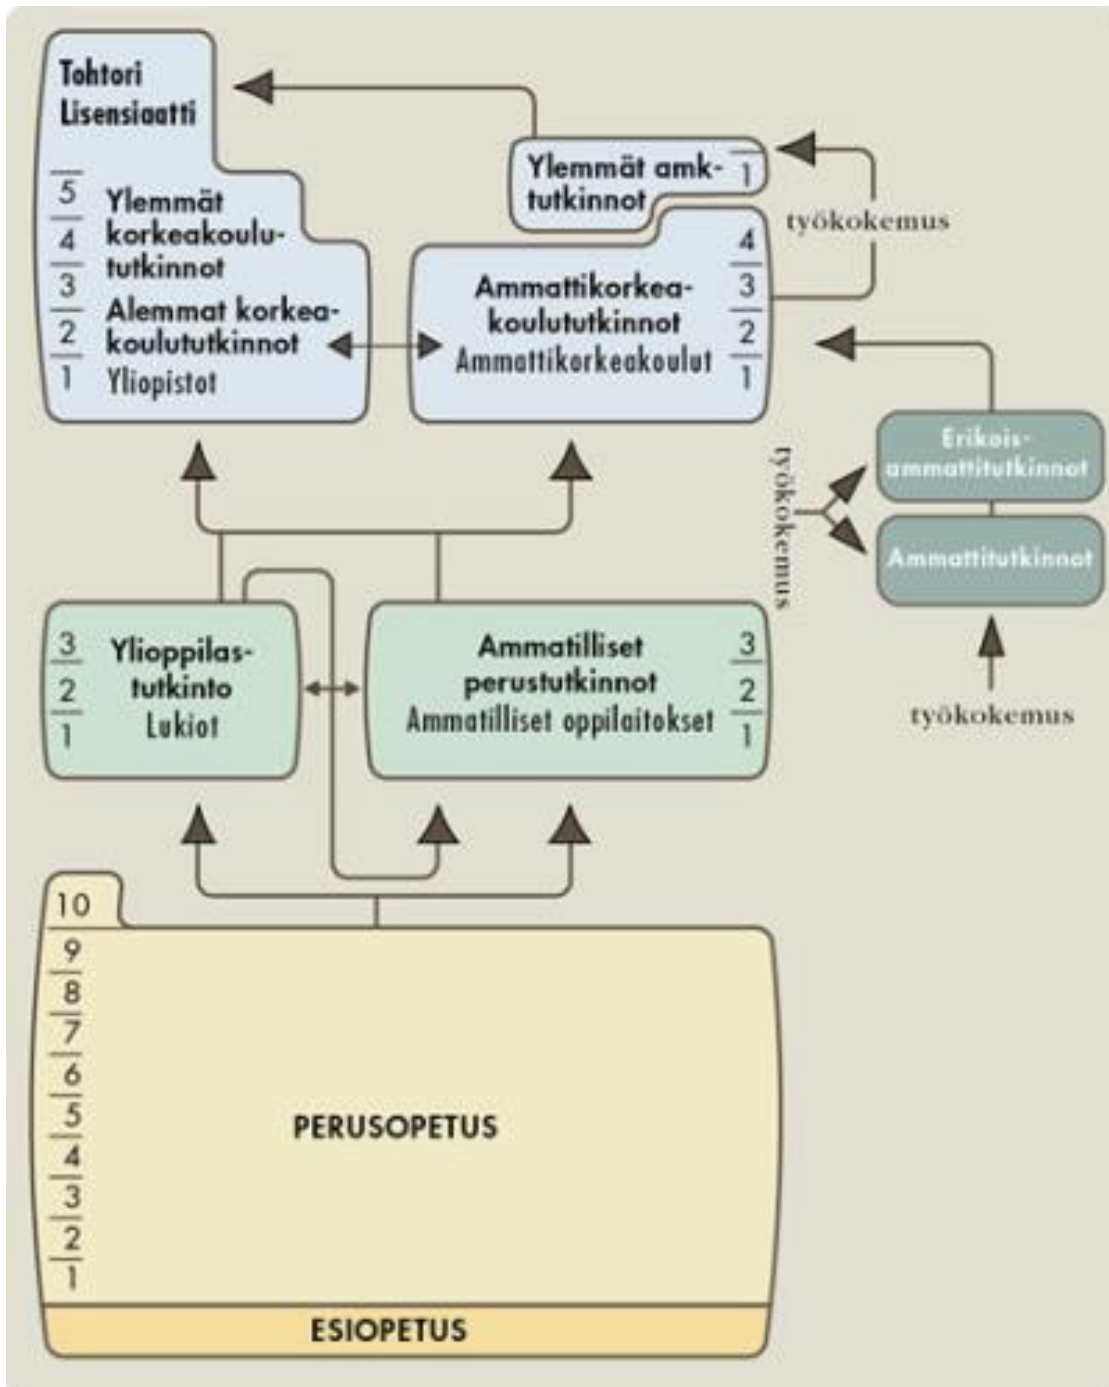 Tohtori
Lisensiaatti
5
4
3
2
1
Ylemmät
korkeakoulu-
tutkinnot
Alemmat korkea-
koulututkinnot
Yliopistot
Ylemmät amk-
tutkinnot
1
työkokemus
Ammattikorkea-
koulututkinnot
Ammattikorkeakoulut
4
3
2
1
Erikois-
ammattitutkinnot
työkokemus
Ammattitutkinnot
työkokemus
3
2
1
Ylioppilas-
tutkinto
Lukiot
Ammatilliset
perustutkinnot
Ammatilliset oppilaitokset
3
2
1
10
9
8
7
6
5
4
3
2
1
PERUSOPETUS
ESIOPETUS